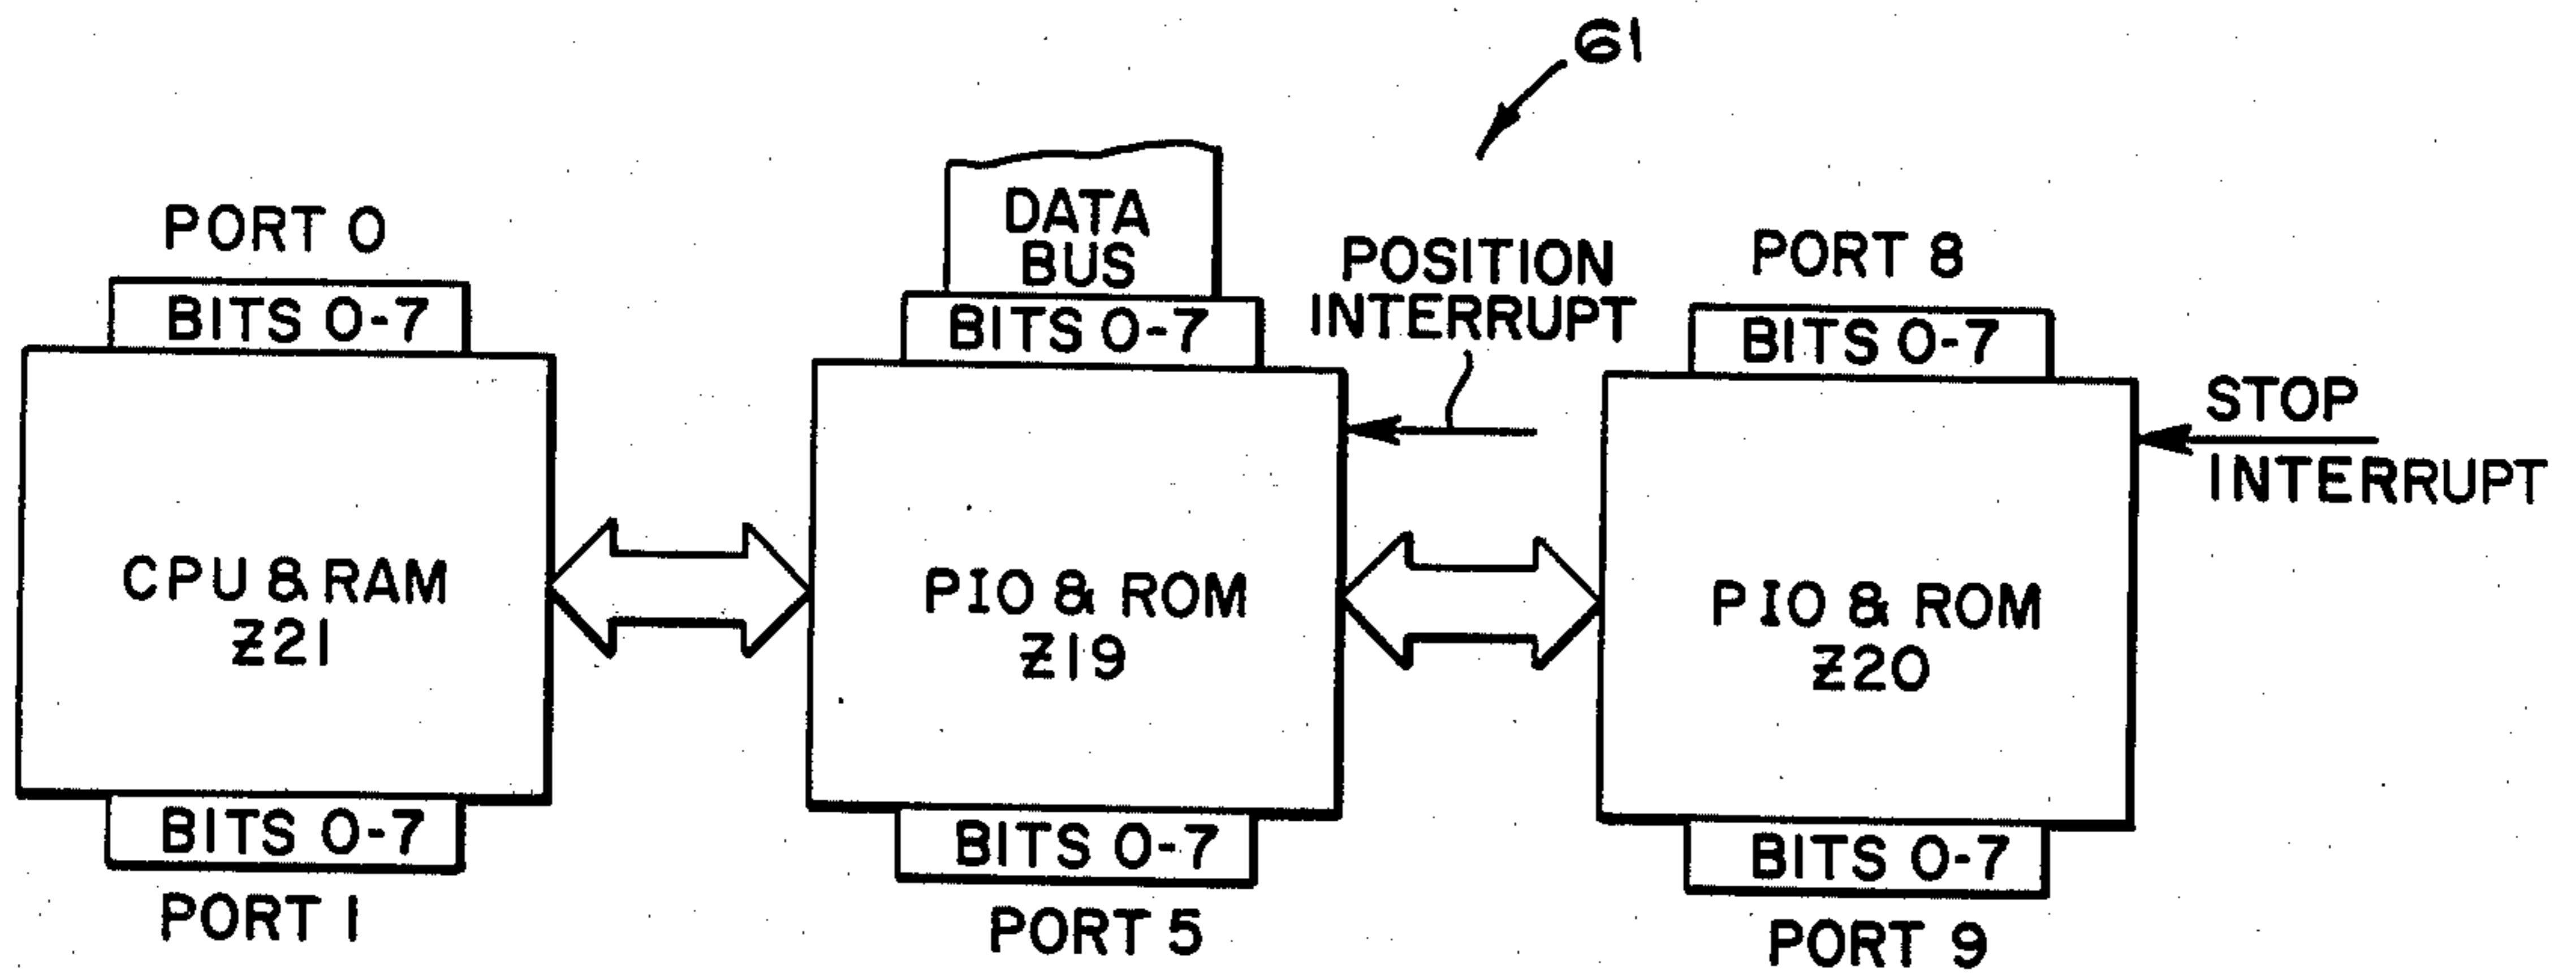 61
PORT 0
BITS 0-7
CPU & RAM
Z21
BITS 0-7
PORT 1
DATA
BUS
BITS 0-7
POSITION
INTERRUPT
PIO & ROM
Z19
BITS 0-7
PORT 5
PORT 8
BITS 0-7
STOP
INTERRUPT
PIO & ROM
Z20
BITS 0-7
PORT 9